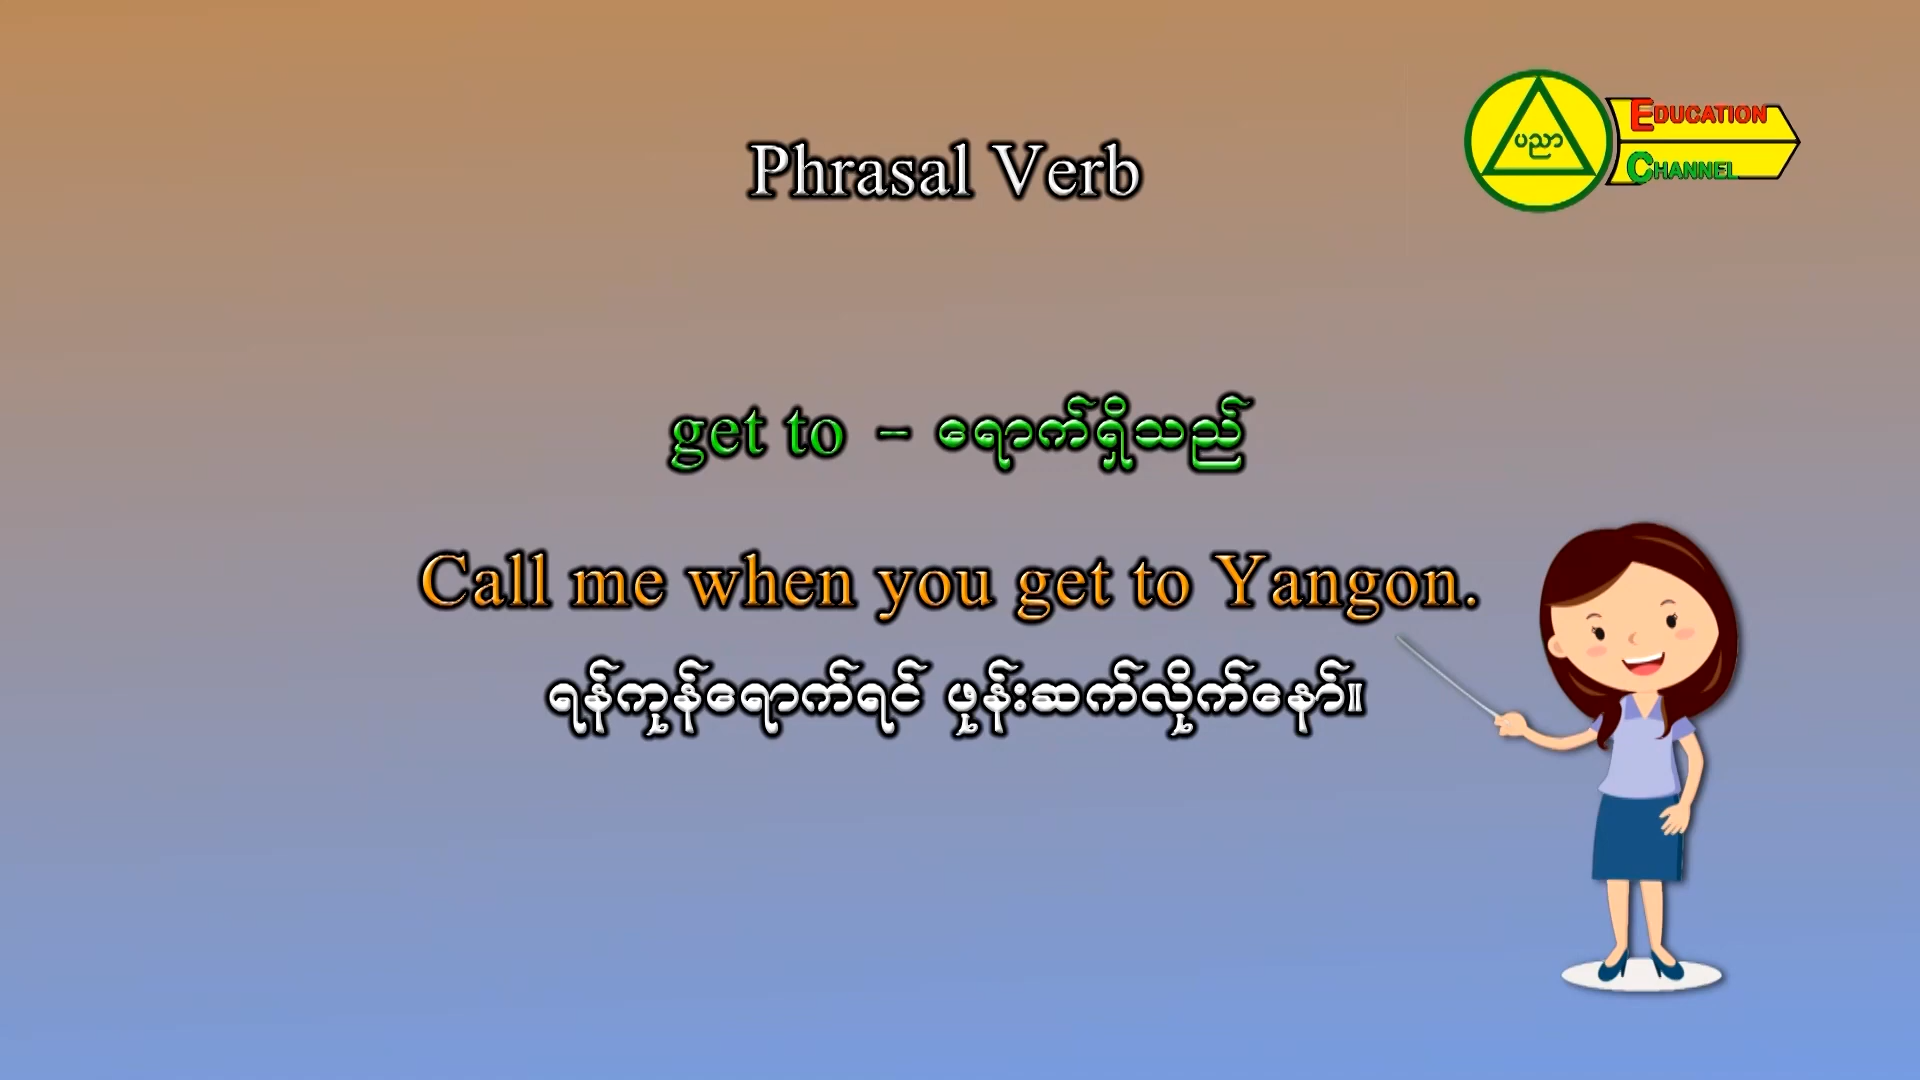 Phrasal Verb
ပညာ
EDUCATION
CHANNEL
get to - ရောက်ရှိသည်
Call me when you get to Yangon.
ရန်ကုန်ရောက်ရင် ဖုန်းဆက်လိုက်နော်။